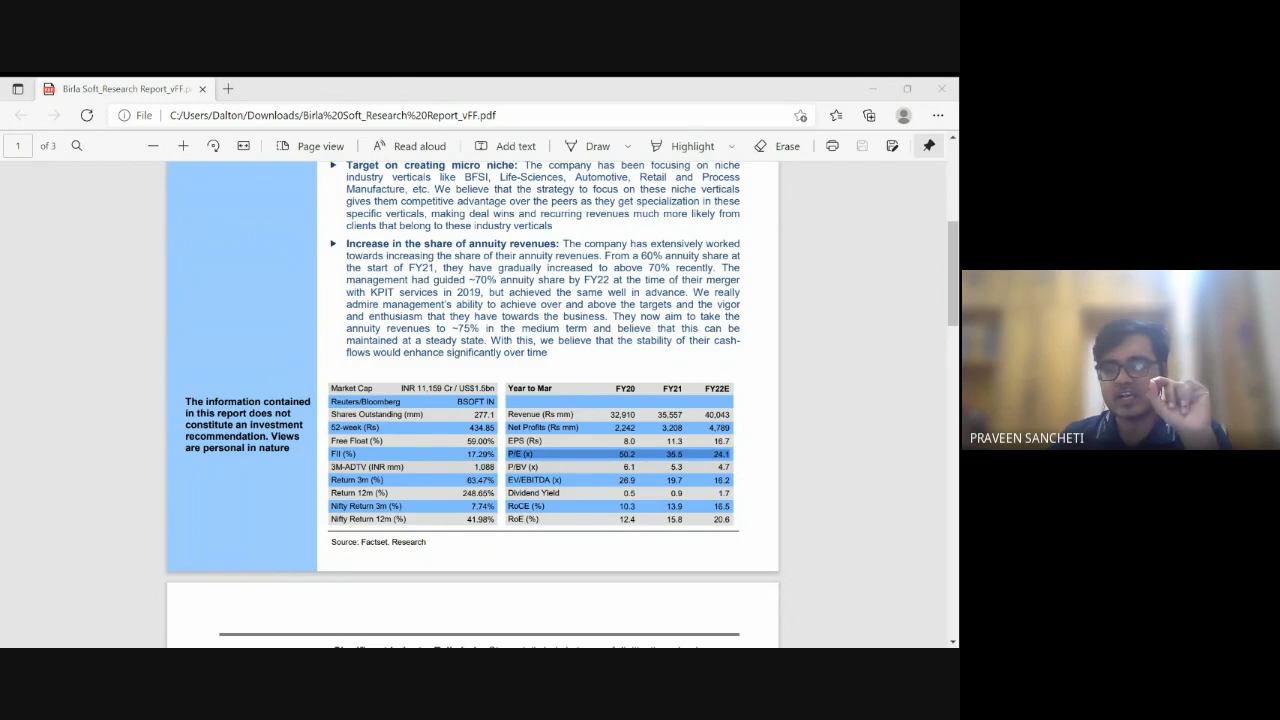 Birla Soft_Research Report_vFF.p
File
C:/Users/Dalton/Downloads/Birla%20Soft_Research%20Report_vFF.pdf
1 of 3
Page view
Read aloud
Add text
Draw
Highlight
Erase
Target on creating micro niche: The company has been focusing on niche
industry verticals like BFSI, Life-Sciences, Automotive, Retail and Process
Manufacture, etc. We believe that the strategy to focus on these niche verticals
gives them competitive advantage over the peers as they get specialization in these
specific verticals, making deal wins and recurring revenues much more likely from
clients that belong to these industry verticals
Increase in the share of annuity revenues: The company has extensively worked
towards increasing the share of their annuity revenues. From a 60% annuity share at
the start of FY21, they have gradually increased to above 70% recently. The
management had guided ~70% annuity share by FY22 at the time of their merger
with KPIT services in 2019, but achieved the same well in advance. We really
admire management's ability to achieve over and above the targets and the vigor
and enthusiasm that they have towards the business. They now aim to take the
annuity revenues to ~75% in the medium term and believe that this can be
maintained at a steady state. With this, we believe that the stability of their cash-
flows would enhance significantly over time
The information contained
in this report does not
constitute an investment
recommendation. Views
are personal in nature
Market Cap INR 11,159 Cr / US$1.5bn
Reuters/Bloomberg BSOFT IN
Shares Outstanding (mm) 277.1
52-week (Rs) 434.85
Free Float (%) 59.00%
FII (%) 17.29%
3M-ADTV (INR mm) 1,088
Return 3m (%) 63.47%
Return 12m (%) 248.65%
Nifty Return 3m (%) 7.74%
Nifty Return 12m (%) 41.98%
Year to Mar FY20 FY21 FY22E
Revenue (Rs mm) 32,910 35,557 40,043
Net Profits (Rs mm) 2,242 3,208 4,789
EPS (Rs) 8.0 11.3 16.7
P/E (x) 50.2 35.5 24.1
P/BV (x) 6.1 5.3 4.7
EV/EBITDA (x) 26.9 19.7 16.2
Dividend Yield 0.5 0.9 1.7
RoCE (%) 10.3 13.9 16.5
RoE (%) 12.4 15.8 20.6
Source: Factset, Research
PRAVEEN SANCHETI